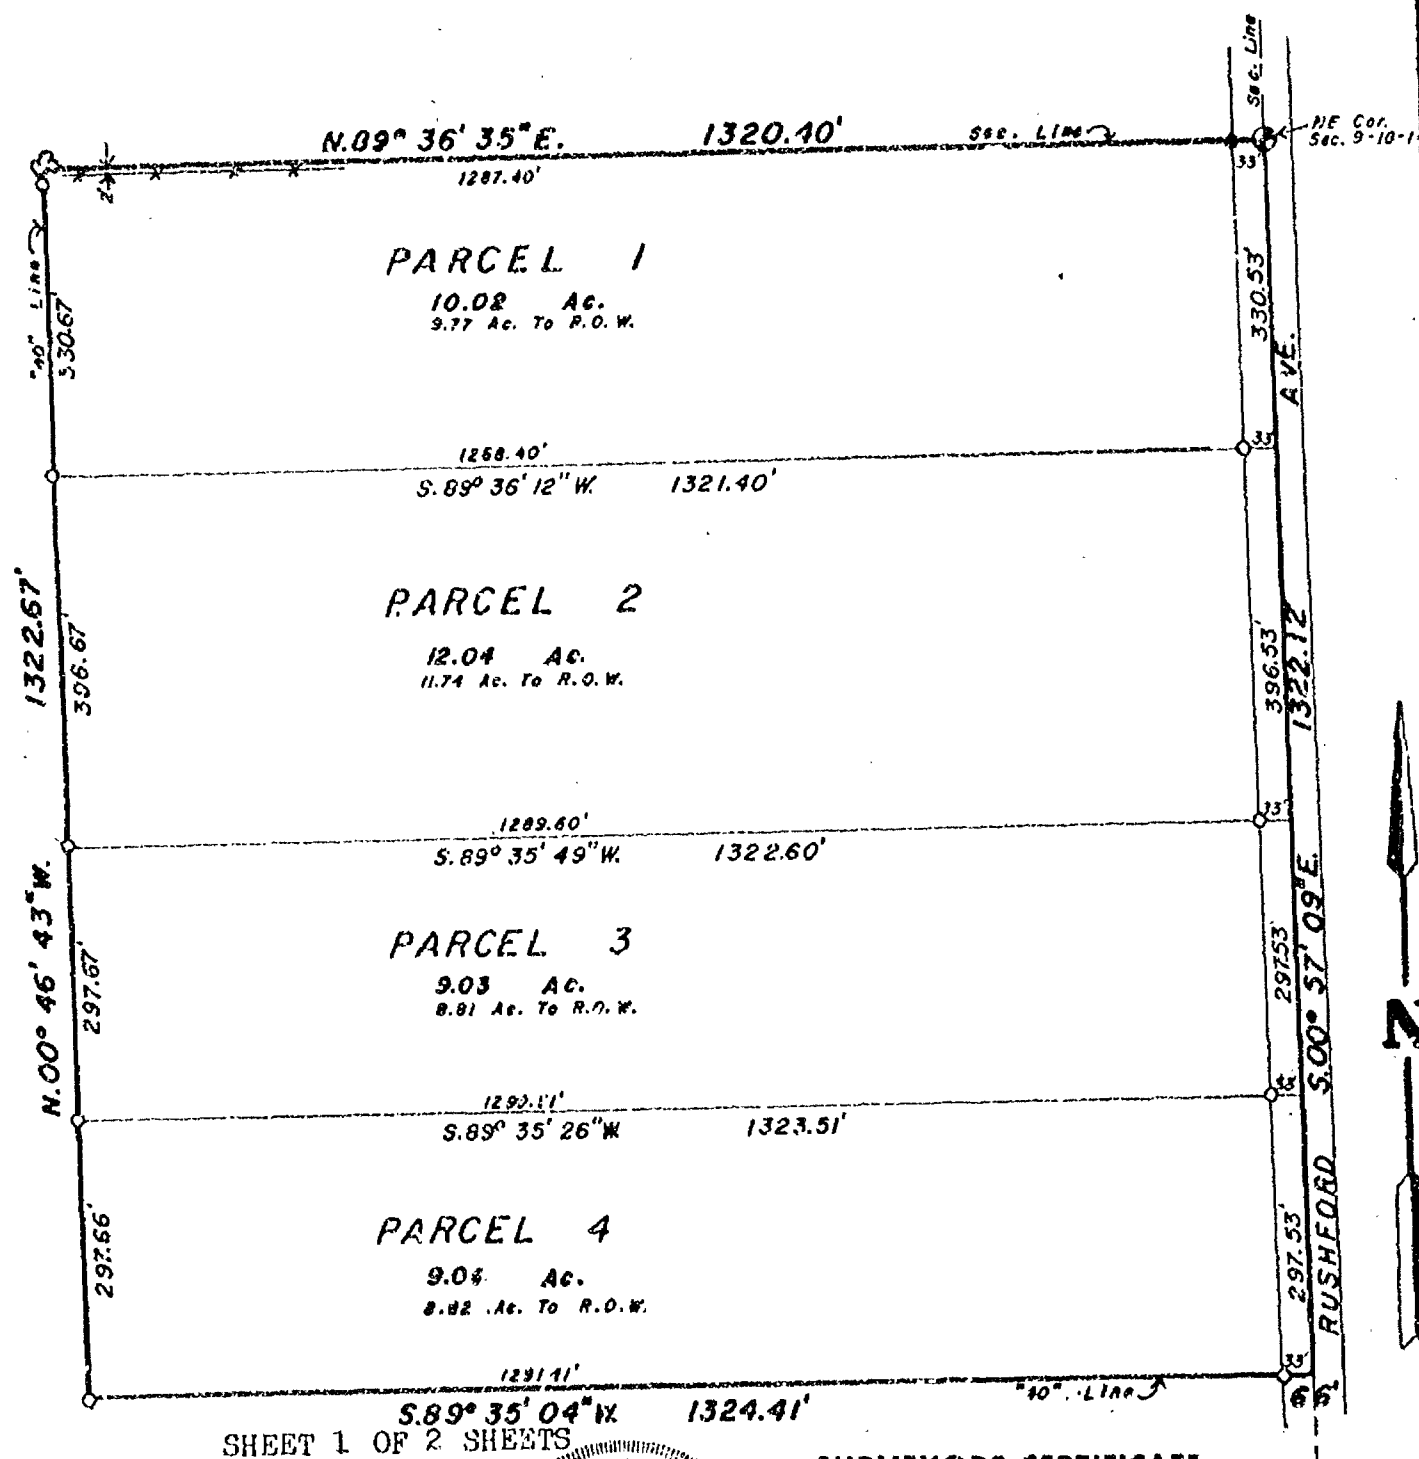 Sec. Line
N.89° 36' 35" E. 1320.40'
Sec. Line
NE Cor.
Sec. 9-10-1
33'
2'
1287.40'
"40" Line
330.67'
PARCEL 1
10.02 Ac.
9.77 Ac. To R.O.W.
330.53'
AVE.
1288.40'
33'
S.89° 36' 12" W. 1321.40'
1322.67'
396.67'
PARCEL 2
12.04 Ac.
11.74 Ac. To R.O.W.
396.53'
1322.12'
1289.60'
33'
S.89° 35' 49" W. 1322.60'
N.00° 46' 43" W.
297.67'
PARCEL 3
9.03 Ac.
8.81 Ac. To R.O.W.
297.53'
S.00° 57' 09" E.
N
1290.51'
33'
S.89° 35' 26" W. 1323.51'
297.66'
PARCEL 4
9.04 Ac.
8.82 Ac. To R.O.W.
297.53'
RUSHFORD
1291.41'
33'
S.89° 35' 04" W. 1324.41'
"40" Line
66'
SHEET 1 OF 2 SHEETS